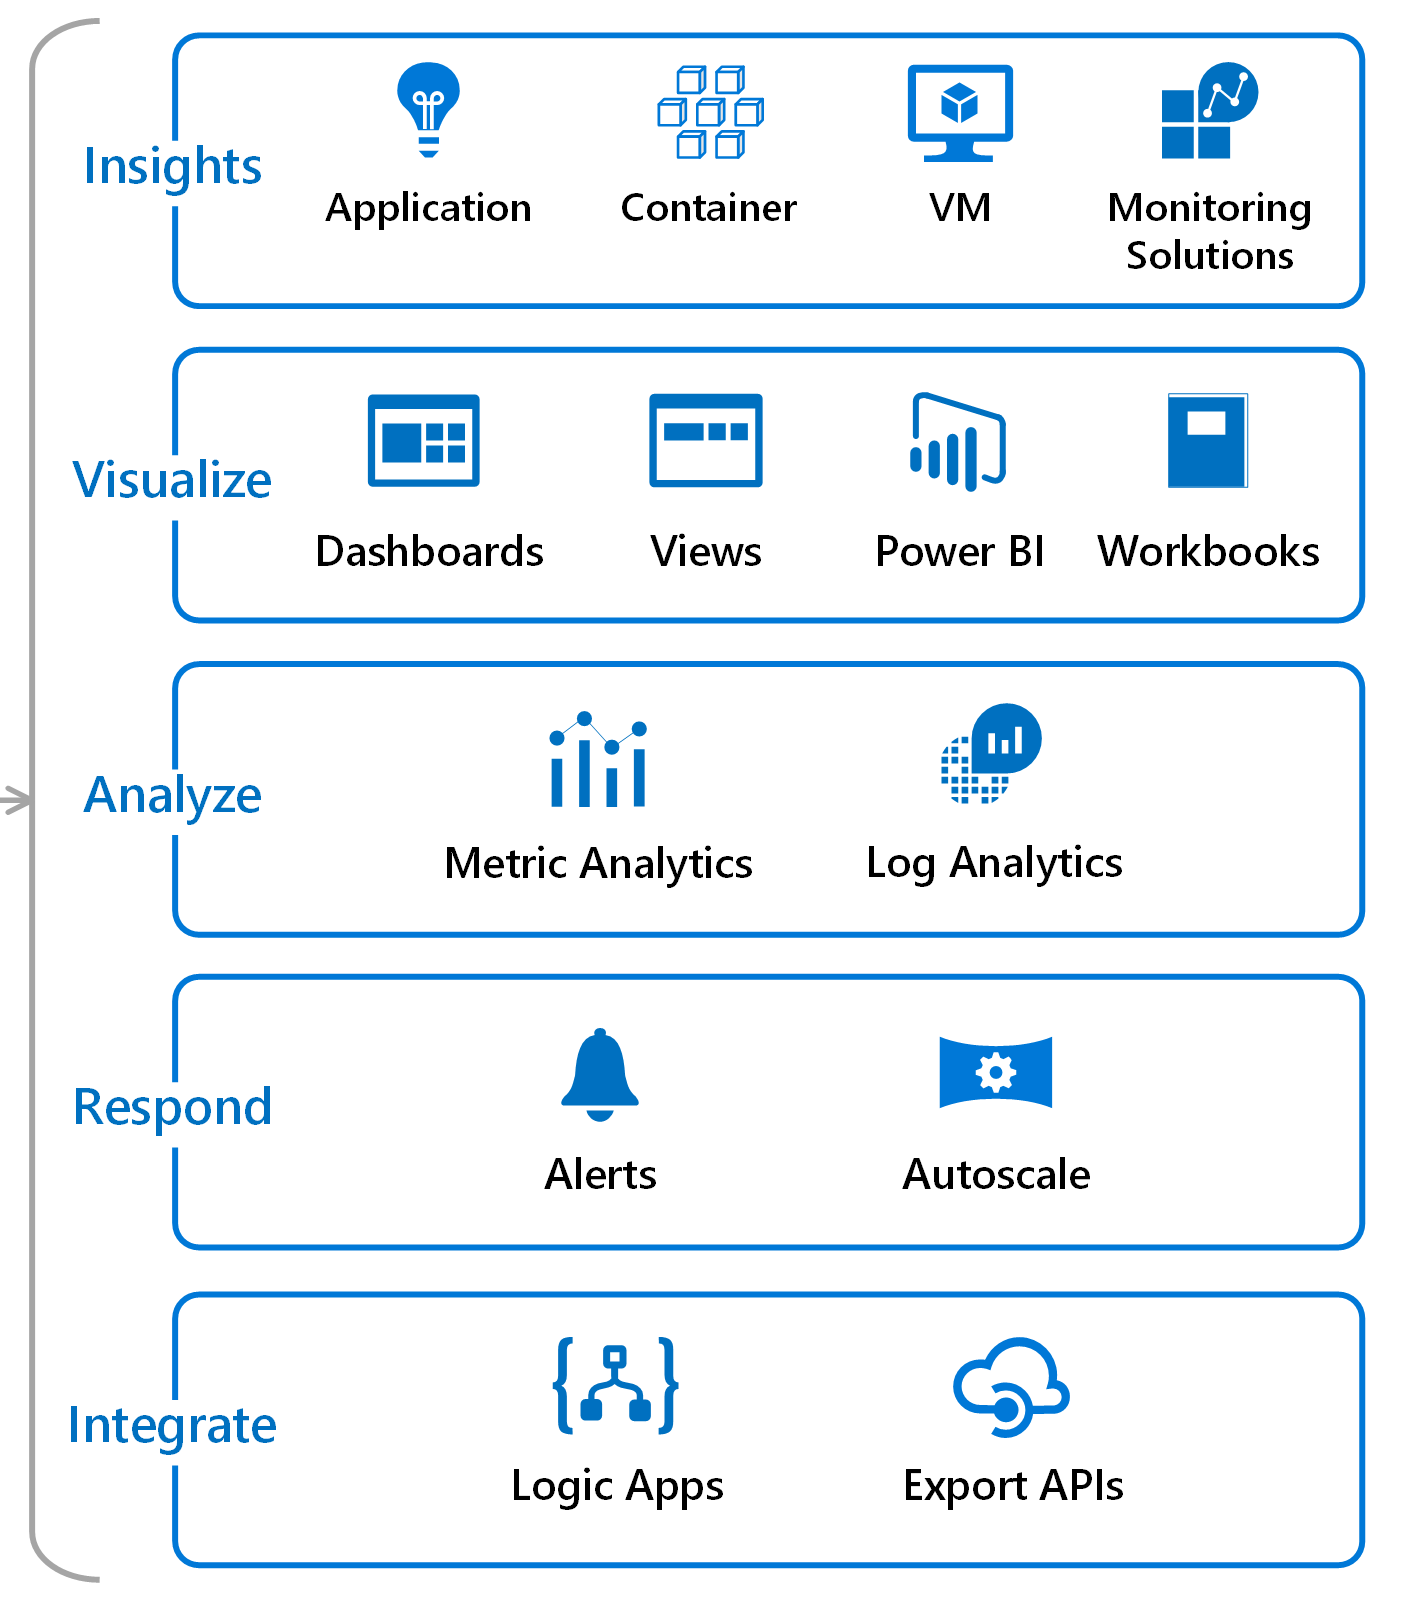 Insights
Application
Container
VM
Monitoring
Solutions
Visualize
Dashboards
Views
Power BI
Workbooks
Analyze
Metric Analytics
Log Analytics
Respond
Alerts
Autoscale
Integrate
Logic Apps
Export APIs